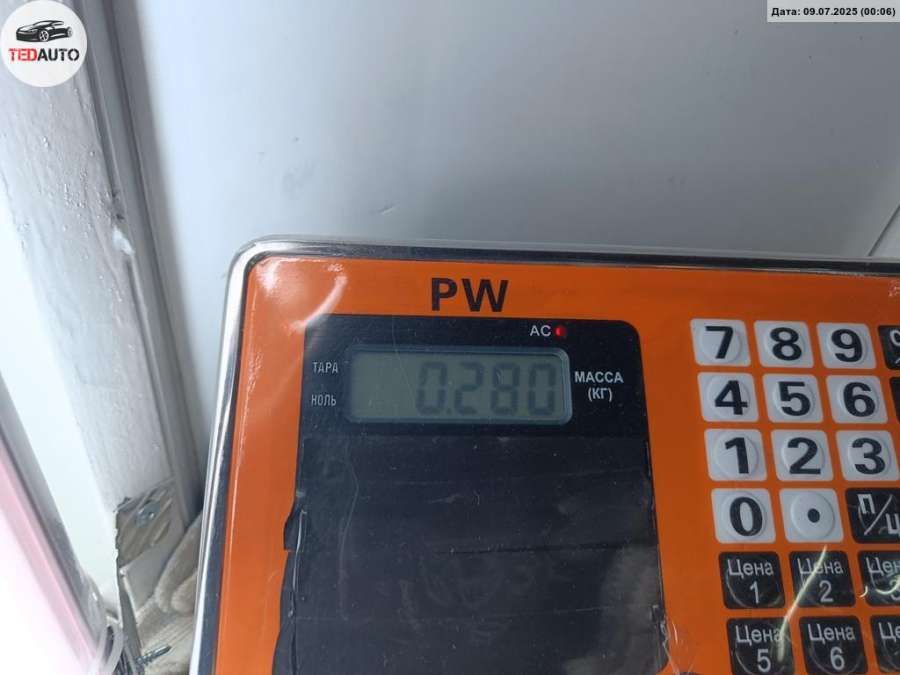 Дата: 09.07.2025 (00:06)
TEDAUTO
PW
AC
ТАРА
НОЛЬ
0.280
МАССА
(КГ)
7 8 9
4 5 6
1 2 3
0 •
П/Ц
Цена 1
Цена 2
Цена 5
Цена 6